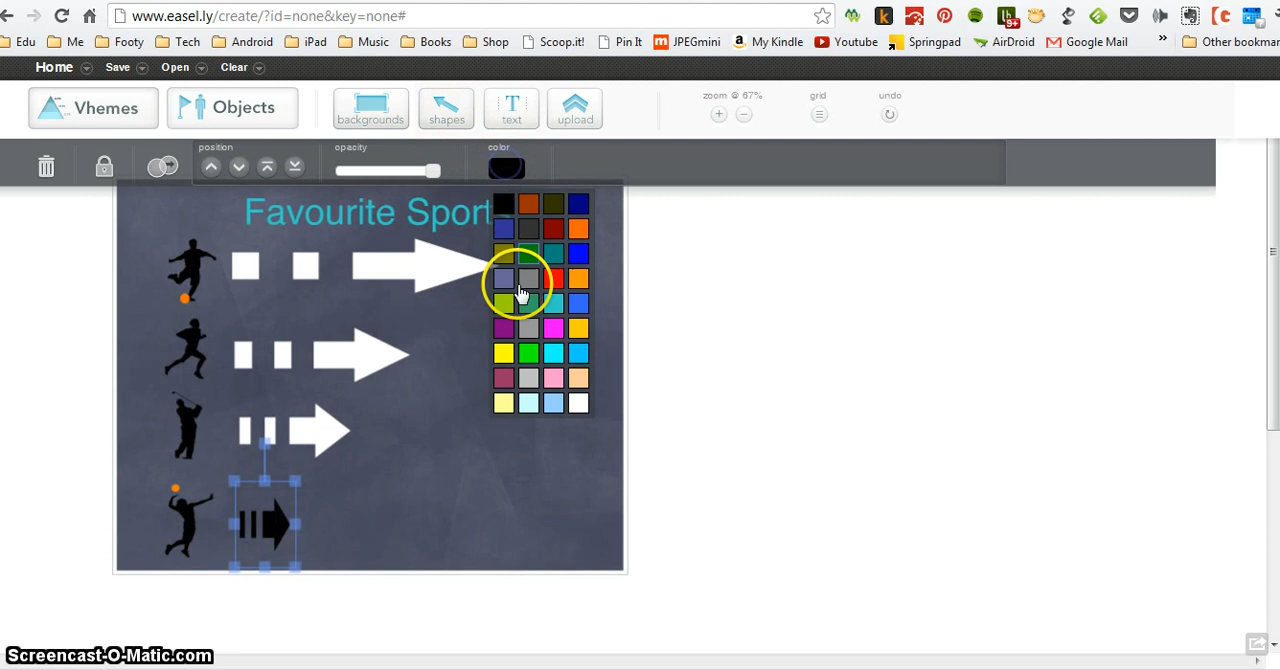 www.easel.ly/create/?id=none&key=none#
Edu Me Footy Tech Android iPad Music Books Shop Scoop.it! Pin It JPEGmini My Kindle Youtube Springpad AirDroid Google Mail » Other bookmar
Home Save Open Clear
Vhemes Objects backgrounds shapes T text upload zoom @ 67% grid undo
position opacity color
Favourite Sport
Screencast-O-Matic.com